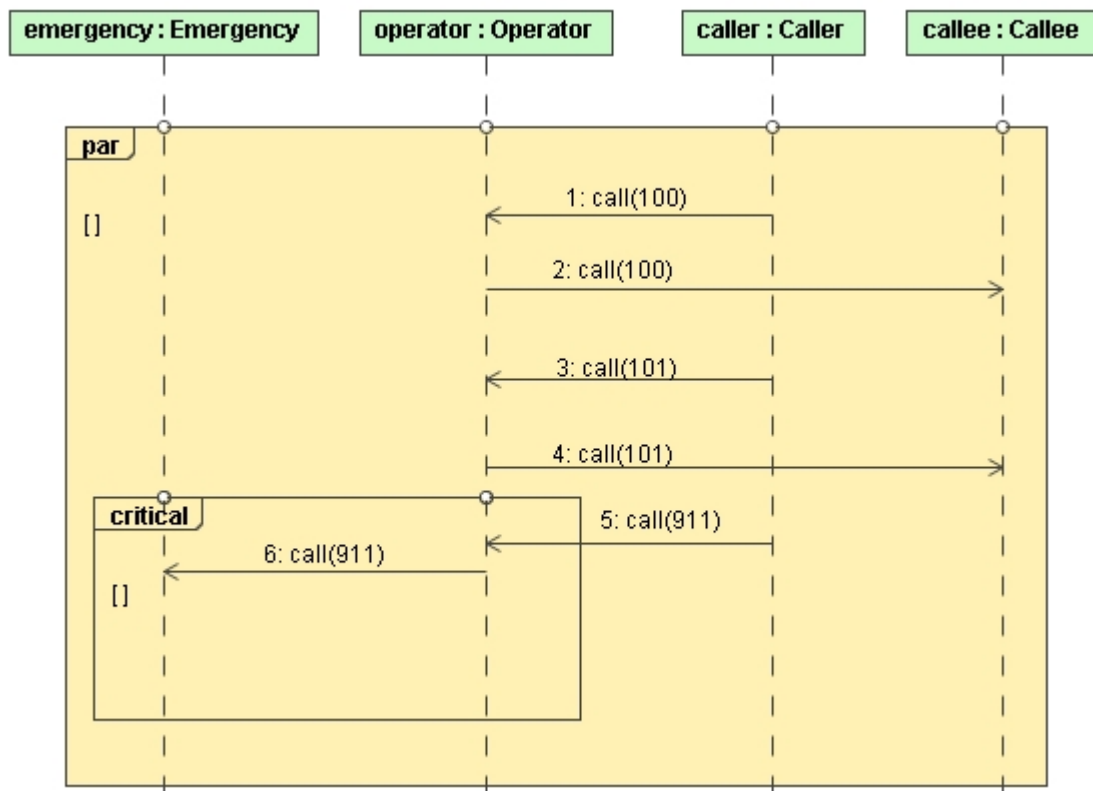 emergency : Emergency
operator : Operator
caller : Caller
callee : Callee
par
[ ]
1: call(100)
2: call(100)
3: call(101)
4: call(101)
critical
5: call(911)
6: call(911)
[ ]